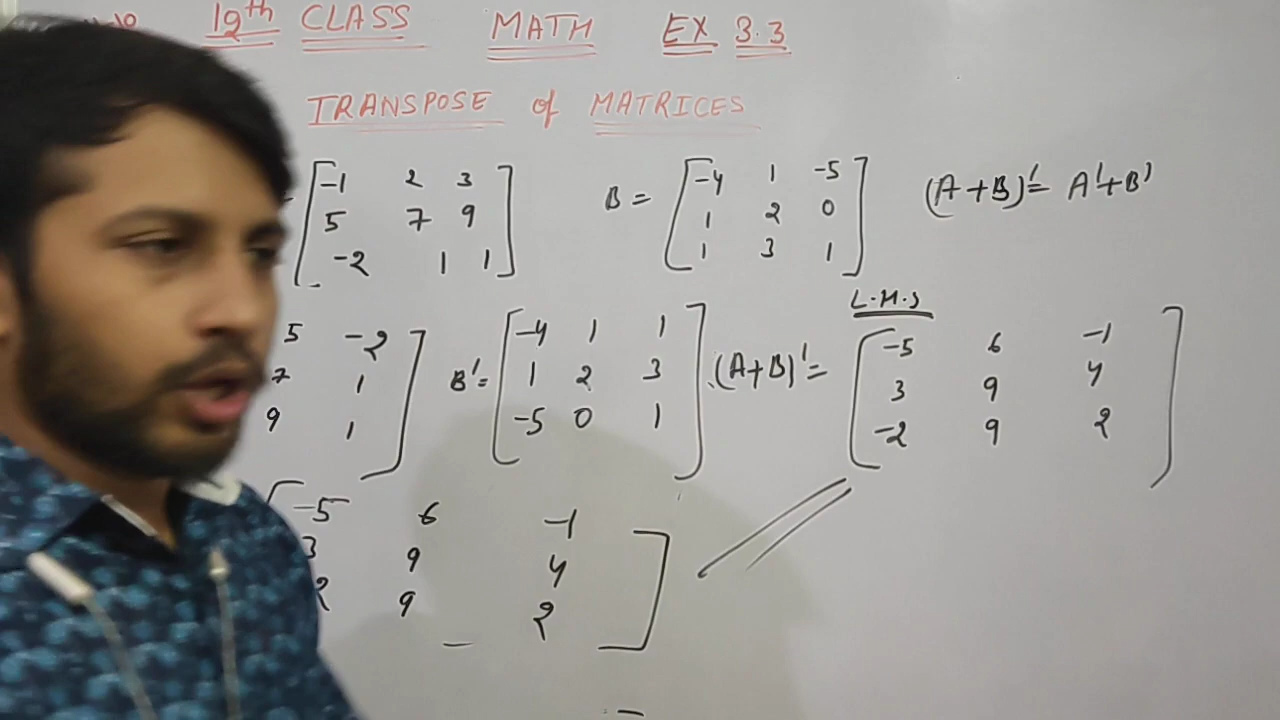 19th CLASS MATH EX 3.3
TRANSPOSE of MATRICES
-1 2 3
5 7 9
-2 1 1
B = -4 1 -5
1 2 0
1 3 1
(A+B)' = A'+B'
5 -2
7 1
9 1
B' = -4 1 1
1 2 3
-5 0 1
L.H.S
(A+B)' = -5 6 -1
3 9 4
-2 9 2
-5 6 -1
3 9 4
2 9 2